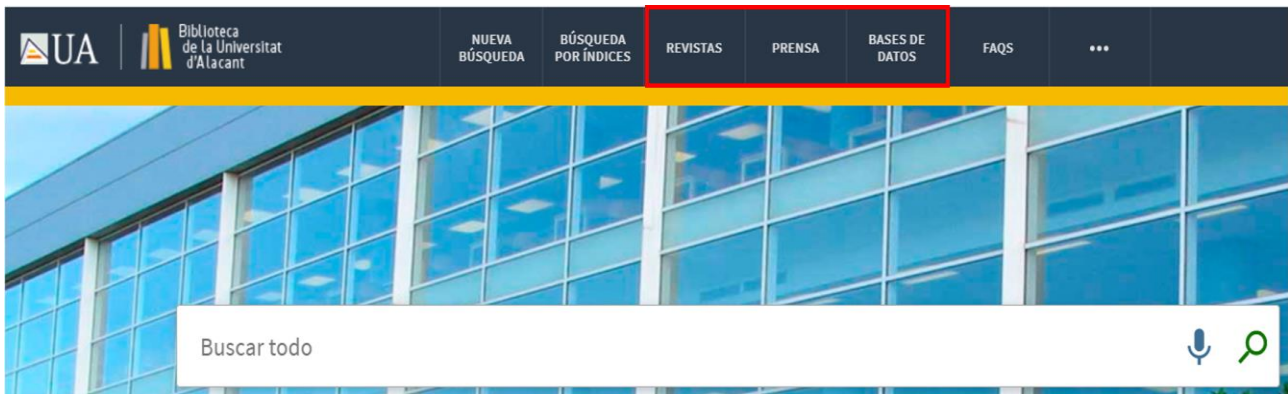 UA
Biblioteca
de la Universitat
d'Alacant
NUEVA
BÚSQUEDA
BÚSQUEDA
POR ÍNDICES
REVISTAS
PRENSA
BASES DE
DATOS
FAQS
•••
Buscar todo